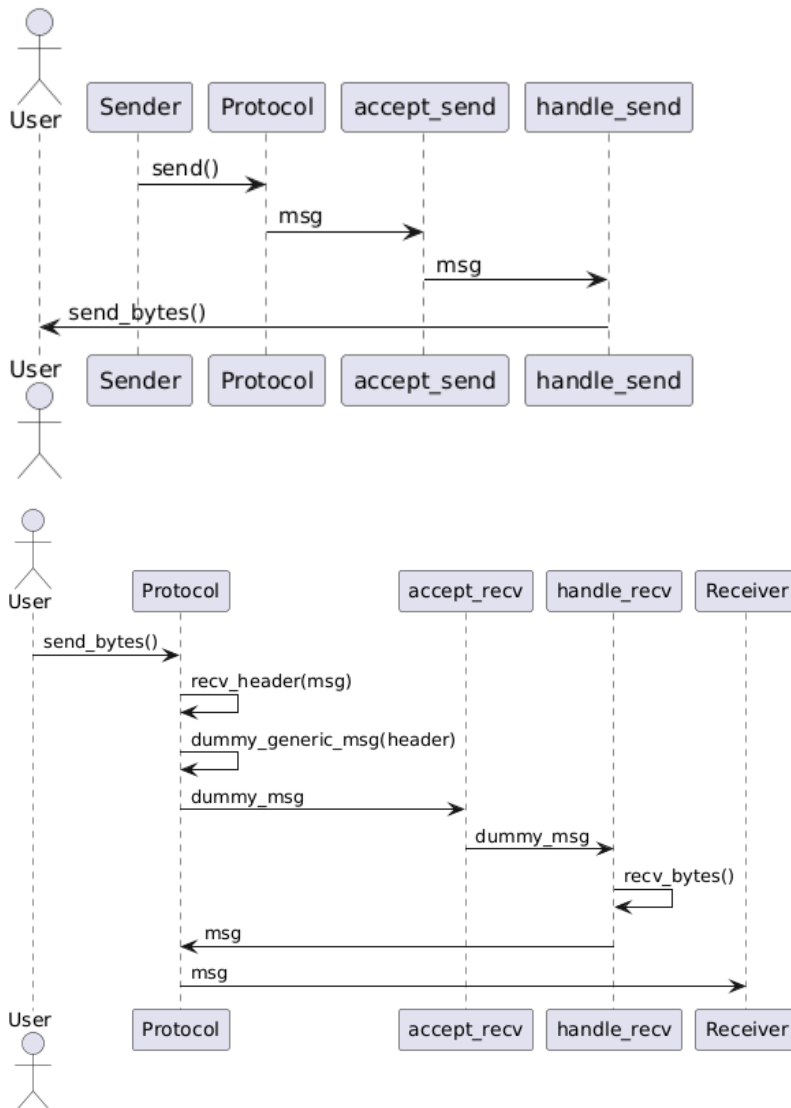 User
Sender
Protocol
accept_send
handle_send
send()
msg
msg
send_bytes()
User
Sender
Protocol
accept_send
handle_send
User
Protocol
accept_recv
handle_recv
Receiver
send_bytes()
recv_header(msg)
dummy_generic_msg(header)
dummy_msg
dummy_msg
recv_bytes()
msg
msg
User
Protocol
accept_recv
handle_recv
Receiver